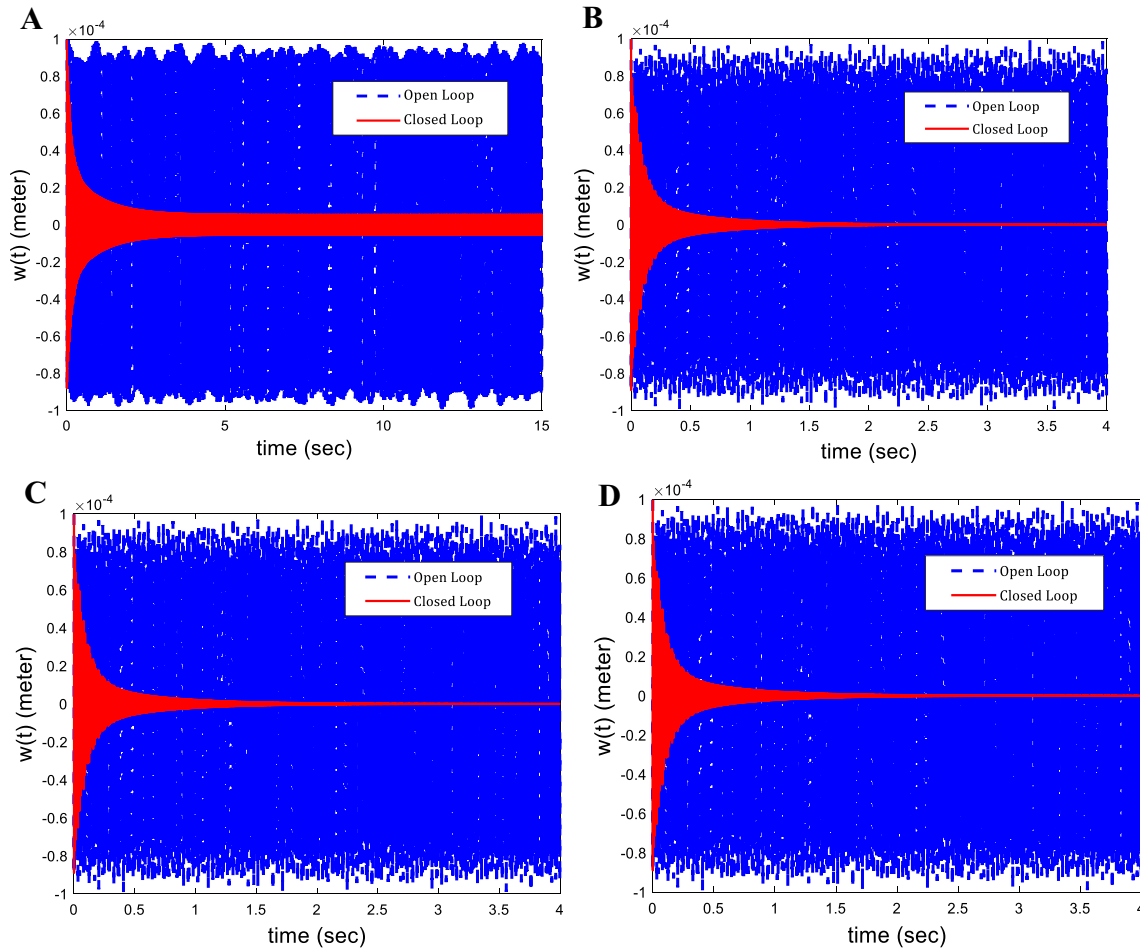 A
×10-4
1
0.8
0.6
0.4
0.2
0
-0.2
-0.4
-0.6
-0.8
-1
w(t) (meter)
Open Loop
Closed Loop
0 5 10 15
time (sec)
B
×10-4
1
0.8
0.6
0.4
0.2
0
-0.2
-0.4
-0.6
-0.8
-1
w(t) (meter)
Open Loop
Closed Loop
0 0.5 1 1.5 2 2.5 3 3.5 4
time (sec)
C
×10-4
1
0.8
0.6
0.4
0.2
0
-0.2
-0.4
-0.6
-0.8
-1
w(t) (meter)
Open Loop
Closed Loop
0 0.5 1 1.5 2 2.5 3 3.5 4
time (sec)
D
×10-4
1
0.8
0.6
0.4
0.2
0
-0.2
-0.4
-0.6
-0.8
-1
w(t) (meter)
Open Loop
Closed Loop
0 0.5 1 1.5 2 2.5 3 3.5 4
time (sec)